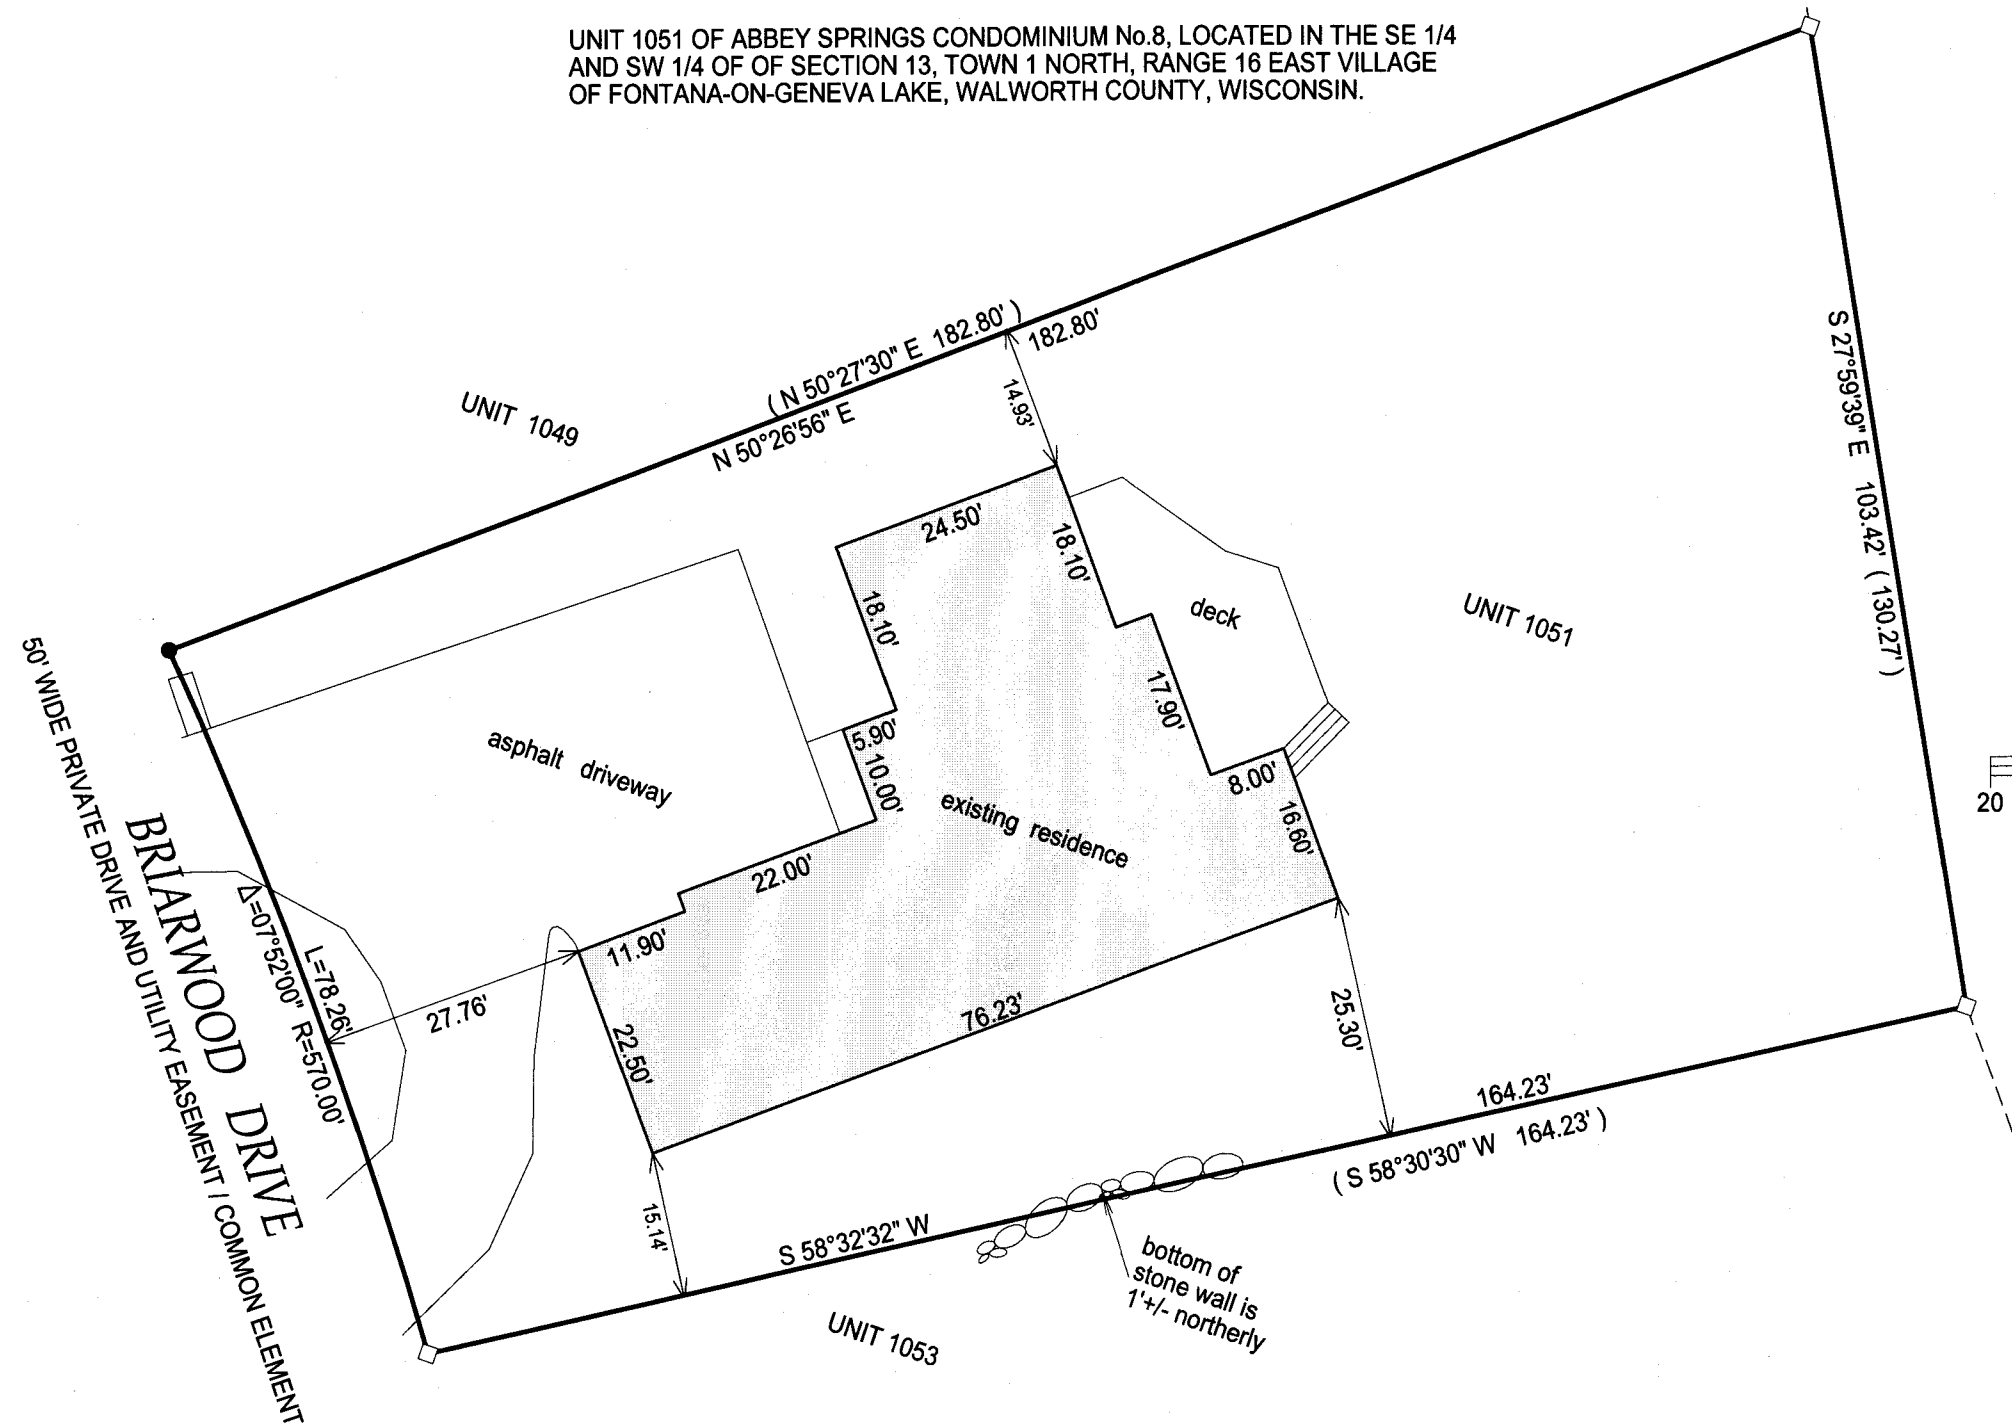 UNIT 1051 OF ABBEY SPRINGS CONDOMINIUM No.8, LOCATED IN THE SE 1/4
AND SW 1/4 OF OF SECTION 13, TOWN 1 NORTH, RANGE 16 EAST VILLAGE
OF FONTANA-ON-GENEVA LAKE, WALWORTH COUNTY, WISCONSIN.
( N 50°27'30" E 182.80' )
182.80'
N 50°26'56" E
UNIT 1049
14.93'
S 27°59'39" E 103.42' ( 130.27' )
24.50'
18.10'
18.10'
deck
UNIT 1051
17.90'
5.90'
10.00'
asphalt driveway
8.00'
16.60'
existing residence
22.00'
11.90'
27.76'
22.50'
76.23'
25.30'
20
50' WIDE PRIVATE DRIVE AND UTILITY EASEMENT / COMMON ELEMENT
BRIARWOOD DRIVE
L=78.26'
Δ=07°52'00" R=570.00'
15.14'
164.23'
( S 58°30'30" W 164.23' )
S 58°32'32" W
bottom of
stone wall is
1'+/- northerly
UNIT 1053